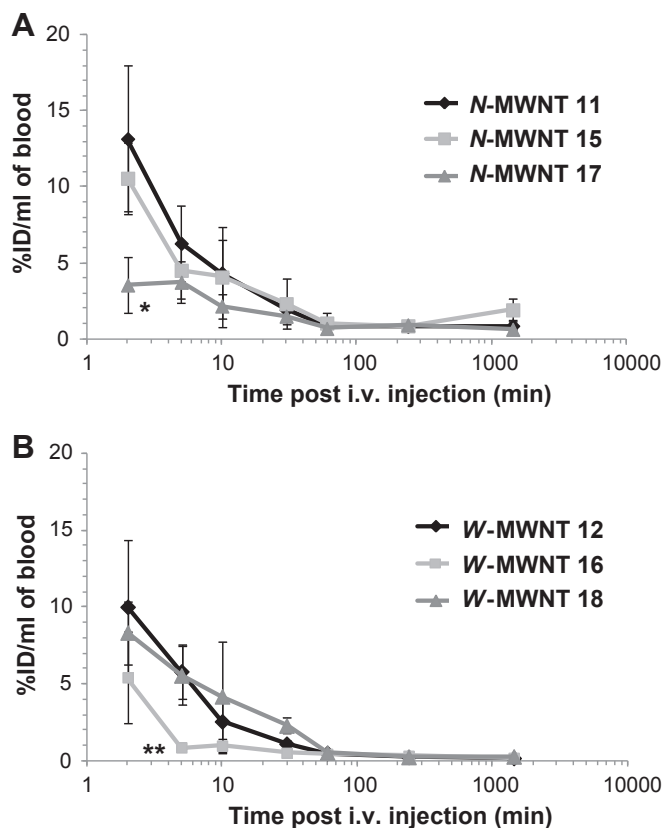 A
20
15
10
5
0
%ID/ml of blood
N-MWNT 11
N-MWNT 15
N-MWNT 17
*
1 10 100 1000 10000
Time post i.v. injection (min)
B
20
15
10
5
0
%ID/ml of blood
W-MWNT 12
W-MWNT 16
W-MWNT 18
**
1 10 100 1000 10000
Time post i.v. injection (min)